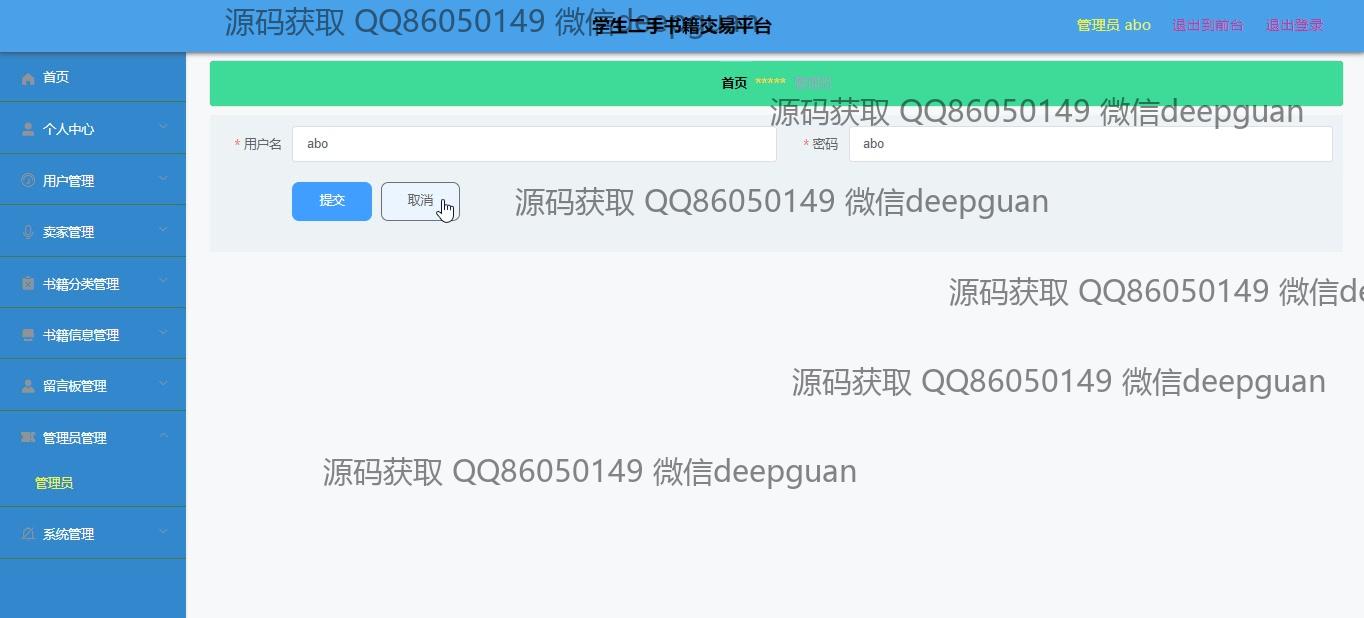 源码获取 QQ86050149 微信deepguan
学生二手书籍交易平台
管理员 abo 退出到前台 退出登录
首页
个人中心
用户管理
卖家管理
书籍分类管理
书籍信息管理
留言板管理
管理员管理
管理员
系统管理
首页 ***** 管理员
源码获取 QQ86050149 微信deepguan
* 用户名 abo * 密码 abo
提交 取消
源码获取 QQ86050149 微信deepguan
源码获取 QQ86050149 微信de
源码获取 QQ86050149 微信deepguan
源码获取 QQ86050149 微信deepguan